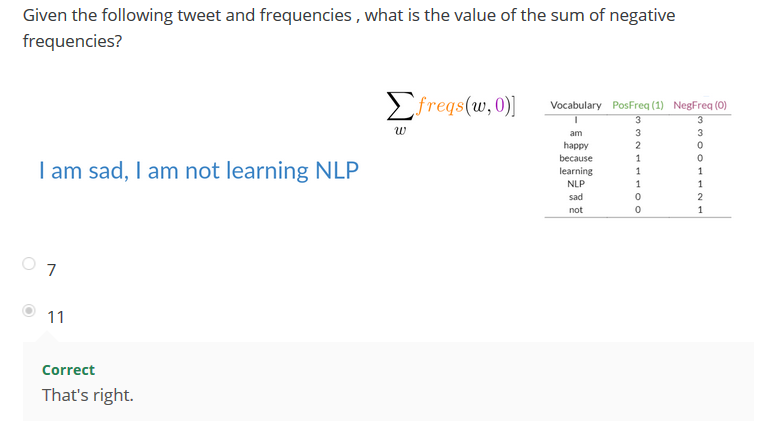 Given the following tweet and frequencies , what is the value of the sum of negative
frequencies?
∑ freqs(w, 0)]
w
Vocabulary PosFreq (1) NegFreq (0)
I 3 3
am 3 3
happy 2 0
because 1 0
learning 1 1
NLP 1 1
sad 0 2
not 0 1
I am sad, I am not learning NLP
7
11
Correct
That's right.